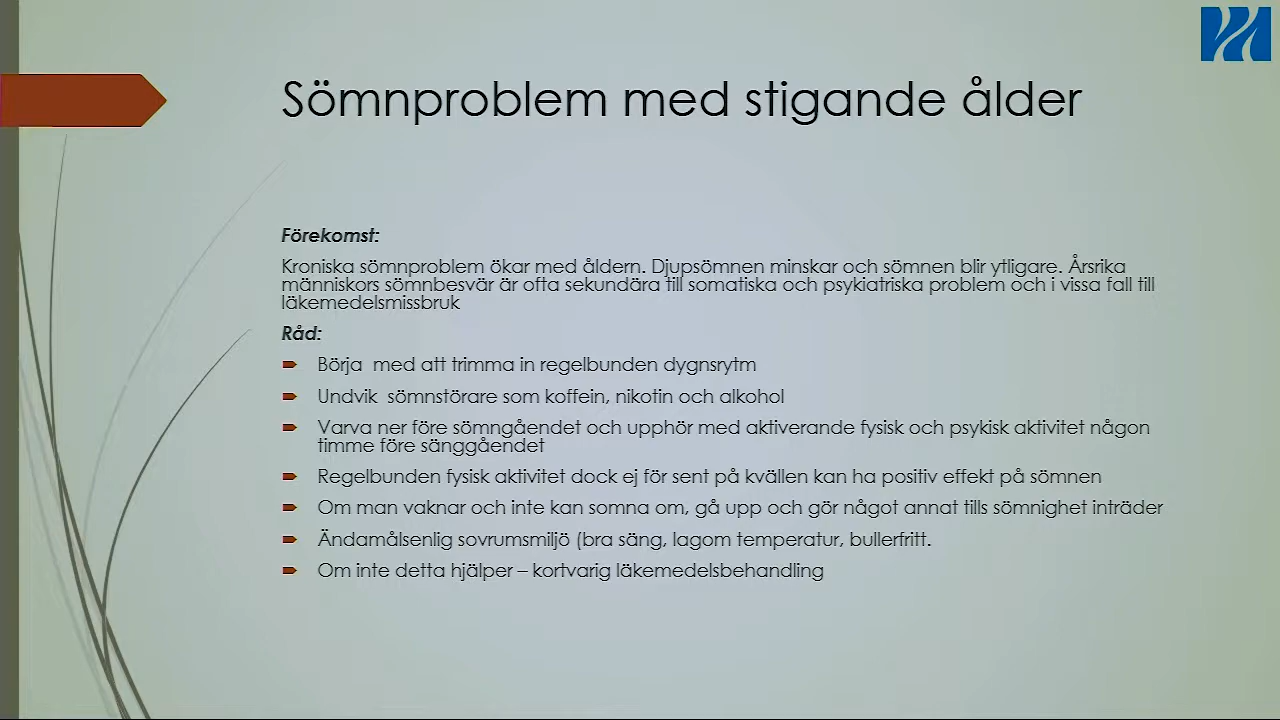 Sömnproblem med stigande ålder
Förekomst:
Kroniska sömnproblem ökar med åldern. Djupsömnen minskar och sömnen blir ytligare. Årsrika
människors sömnbesvär är ofta sekundära till somatiska och psykiatriska problem och i vissa fall till
läkemedelsmissbruk
Råd:
Börja  med att trimma in regelbunden dygnsrytm
Undvik  sömnstörare som koffein, nikotin och alkohol
Varva ner före sömngåendet och upphör med aktiverande fysisk och psykisk aktivitet någon
timme före sänggåendet
Regelbunden fysisk aktivitet dock ej för sent på kvällen kan ha positiv effekt på sömnen
Om man vaknar och inte kan somna om, gå upp och gör något annat tills sömnighet inträder
Ändamålsenlig sovrumsmiljö (bra säng, lagom temperatur, bullerfritt.
Om inte detta hjälper – kortvarig läkemedelsbehandling